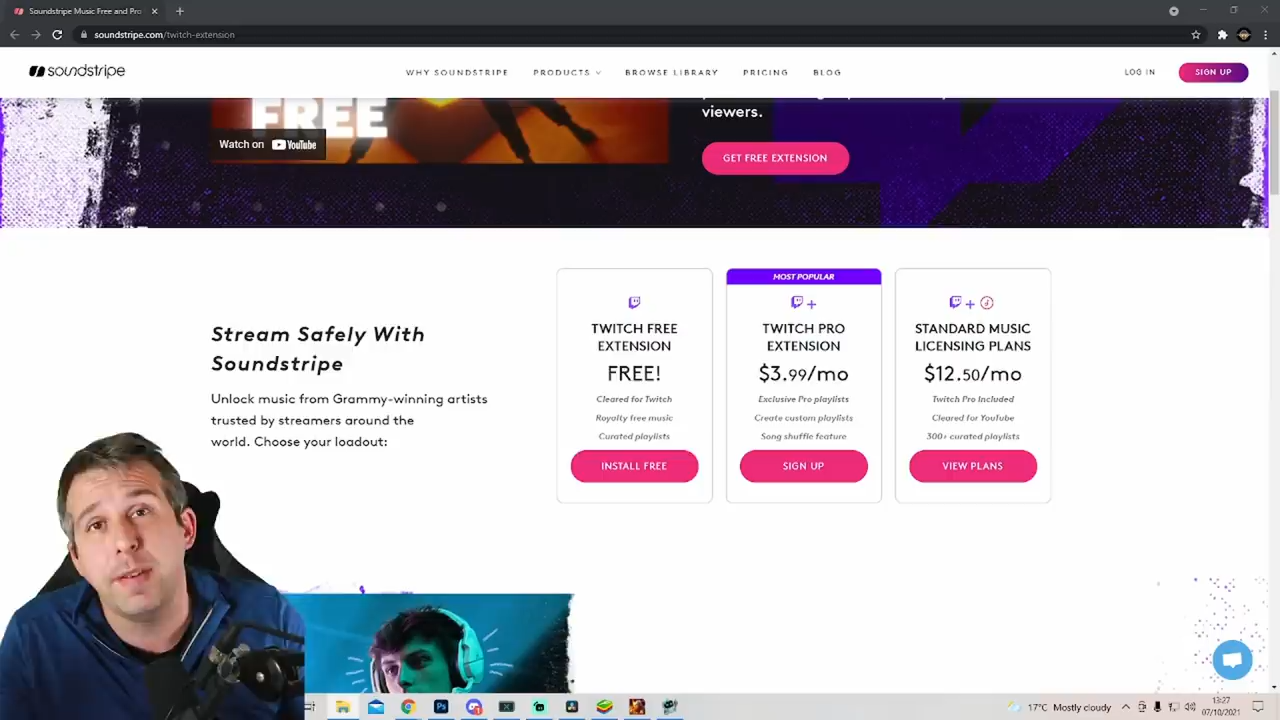 Soundstripe Music Free and Pro
soundstripe.com/twitch-extension
soundstripe
WHY SOUNDSTRIPE
PRODUCTS
BROWSE LIBRARY
PRICING
BLOG
LOG IN
SIGN UP
FREE
Watch on YouTube
viewers.
GET FREE EXTENSION
Stream Safely With
Soundstripe
Unlock music from Grammy-winning artists
trusted by streamers around the
world. Choose your loadout:
TWITCH FREE
EXTENSION
FREE!
Cleared for Twitch
Royalty free music
Curated playlists
INSTALL FREE
MOST POPULAR
TWITCH PRO
EXTENSION
$3.99/mo
Exclusive Pro playlists
Create custom playlists
Song shuffle feature
SIGN UP
STANDARD MUSIC
LICENSING PLANS
$12.50/mo
Twitch Pro Included
Cleared for YouTube
300+ curated playlists
VIEW PLANS
17°C Mostly cloudy
13:27
07/10/2021